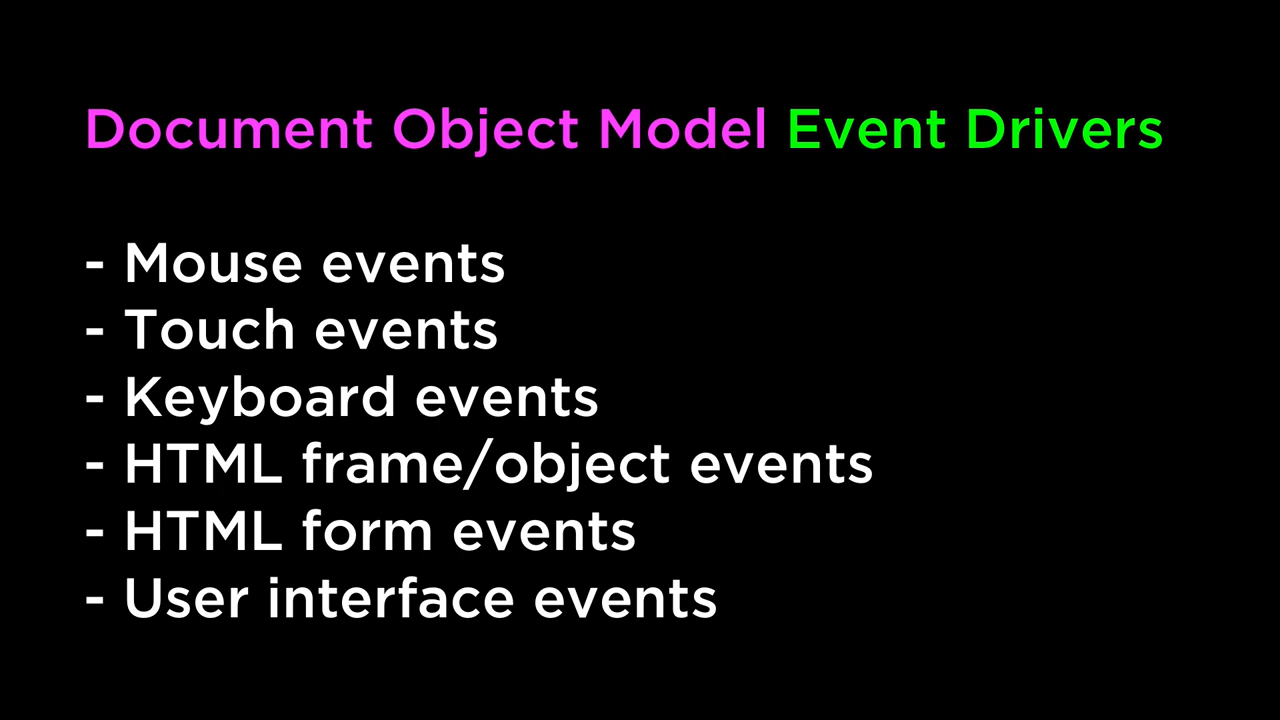 Document Object Model Event Drivers
- Mouse events
- Touch events
- Keyboard events
- HTML frame/object events
- HTML form events
- User interface events